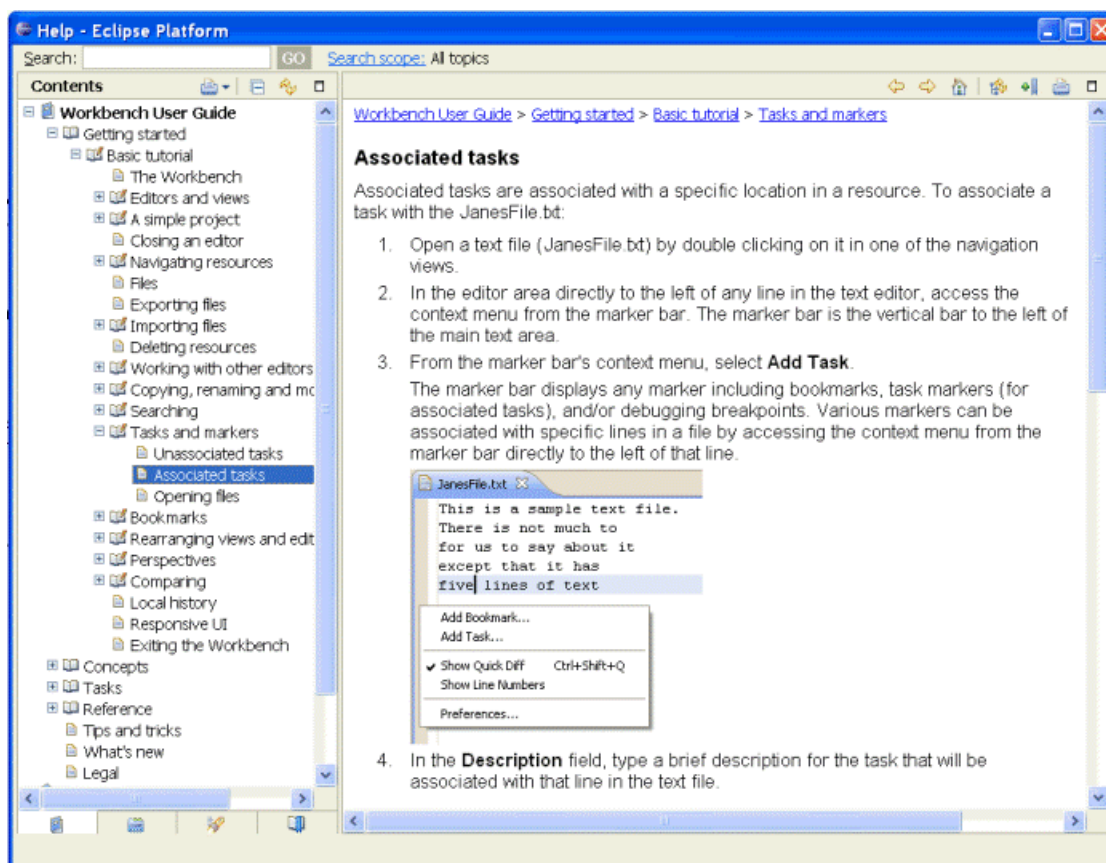 Help - Eclipse Platform
Search:
GO
Search scope: All topics
Contents
Workbench User Guide
Getting started
Basic tutorial
The Workbench
Editors and views
A simple project
Closing an editor
Navigating resources
Files
Exporting files
Importing files
Deleting resources
Working with other editors
Copying, renaming and mo
Searching
Tasks and markers
Unassociated tasks
Associated tasks
Opening files
Bookmarks
Rearranging views and edit
Perspectives
Comparing
Local history
Responsive UI
Exiting the Workbench
Concepts
Tasks
Reference
Tips and tricks
What's new
Legal
Workbench User Guide > Getting started > Basic tutorial > Tasks and markers
Associated tasks
Associated tasks are associated with a specific location in a resource. To associate a
task with the JanesFile.txt:
1. Open a text file (JanesFile.txt) by double clicking on it in one of the navigation
views.
2. In the editor area directly to the left of any line in the text editor, access the
context menu from the marker bar. The marker bar is the vertical bar to the left of
the main text area.
3. From the marker bar's context menu, select Add Task.
The marker bar displays any marker including bookmarks, task markers (for
associated tasks), and/or debugging breakpoints. Various markers can be
associated with specific lines in a file by accessing the context menu from the
marker bar directly to the left of that line.
JanesFile.txt
This is a sample text file.
There is not much to
for us to say about it
except that it has
five lines of text
Add Bookmark...
Add Task...
Show Quick Diff Ctrl+Shift+Q
Show Line Numbers
Preferences...
4. In the Description field, type a brief description for the task that will be
associated with that line in the text file.